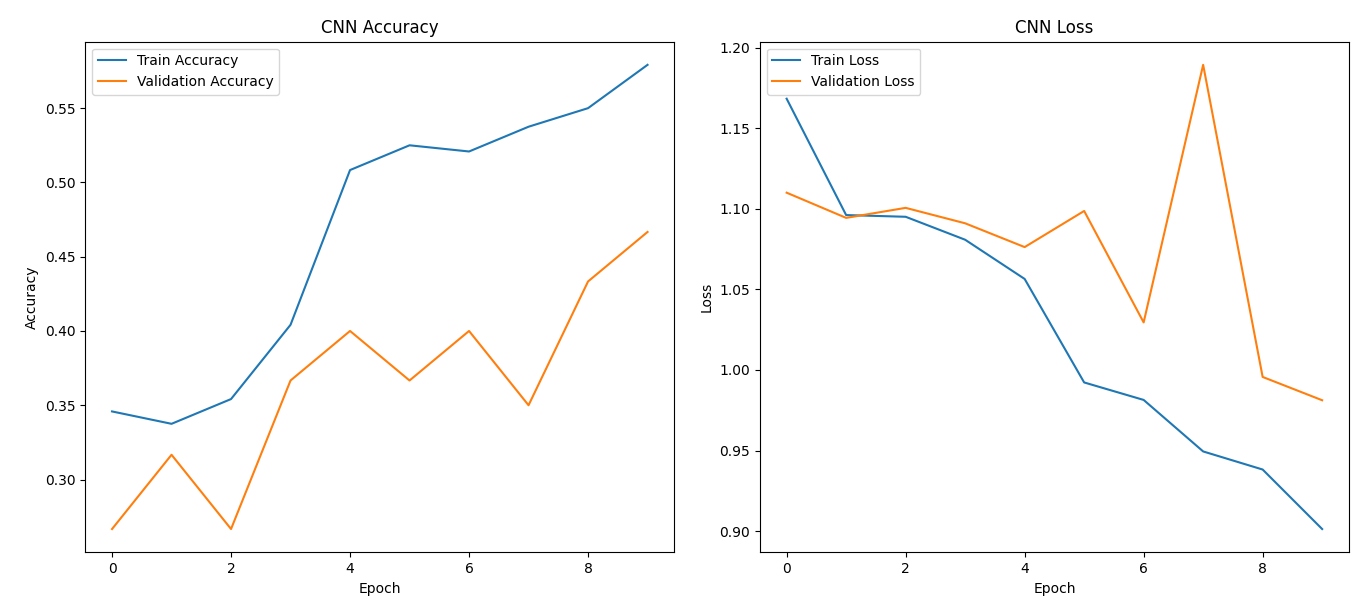 CNN Accuracy
Train Accuracy
Validation Accuracy
Accuracy
0.55
0.50
0.45
0.40
0.35
0.30
0 2 4 6 8
Epoch
CNN Loss
Train Loss
Validation Loss
Loss
1.20
1.15
1.10
1.05
1.00
0.95
0.90
0 2 4 6 8
Epoch